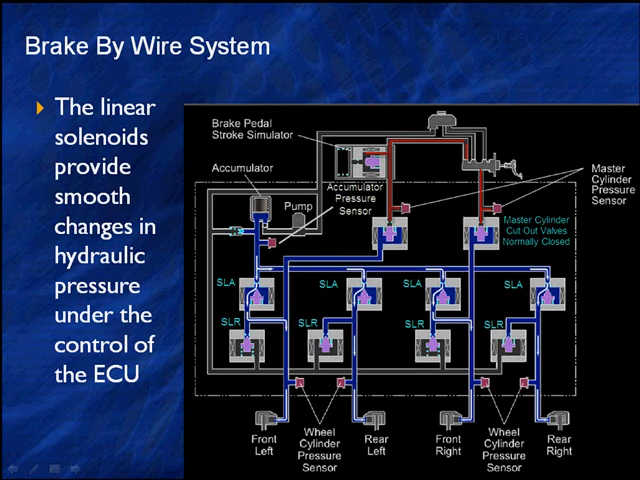 Brake By Wire System
The linear
solenoids
provide
smooth
changes in
hydraulic
pressure
under the
control of
the ECU
Brake Pedal
Stroke Simulator
Accumulator
Accumulator
Pressure
Sensor
Pump
Master
Cylinder
Pressure
Sensor
Master Cylinder
Cut Out Valves
Normally Closed
SLA
SLA
SLA
SLA
SLR
SLR
SLR
SLR
Front
Left
Wheel
Cylinder
Pressure
Sensor
Rear
Left
Front
Right
Wheel
Cylinder
Pressure
Sensor
Rear
Right